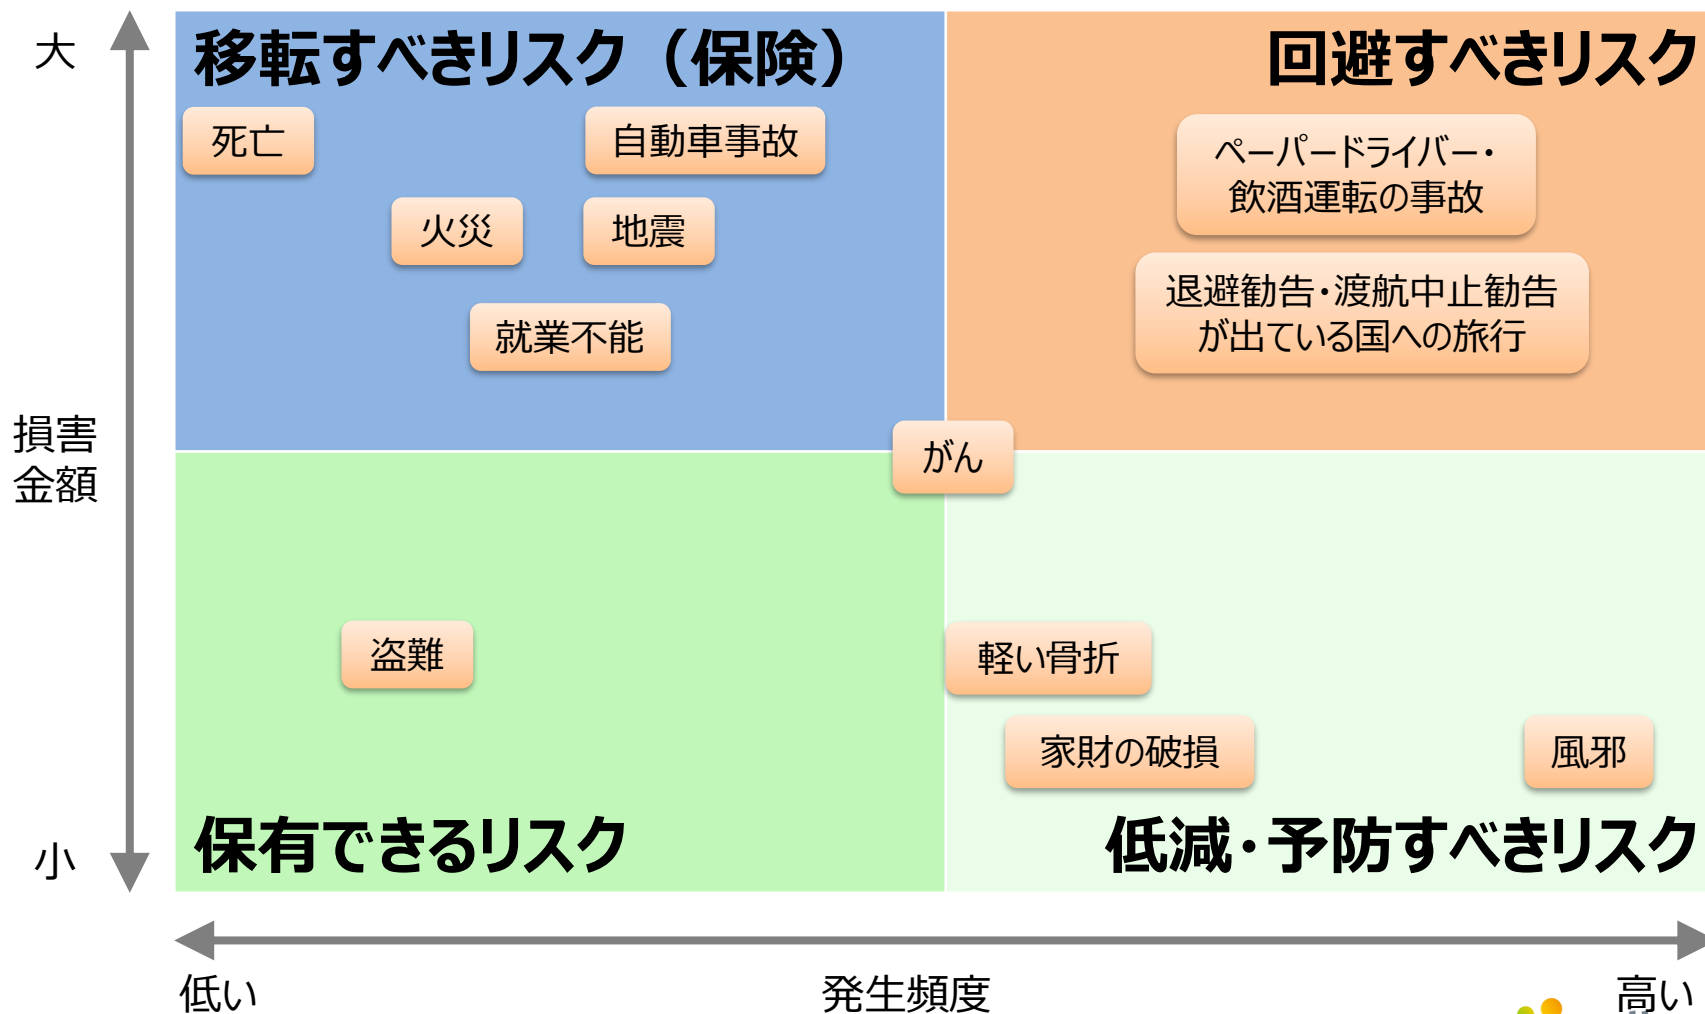 大
移転すべきリスク（保険）
回避すべきリスク
死亡
自動車事故
ペーパードライバー・
飲酒運転の事故
火災
地震
退避勧告・渡航中止勧告
が出ている国への旅行
就業不能
損害
金額
がん
盗難
軽い骨折
家財の破損
風邪
保有できるリスク
低減・予防すべきリスク
小
低い
発生頻度
高い